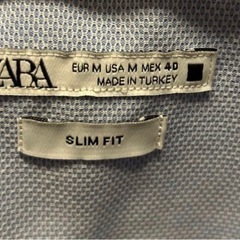 ZARA
EUR M USA M MEX 40
MADE IN TURKEY
SLIM FIT